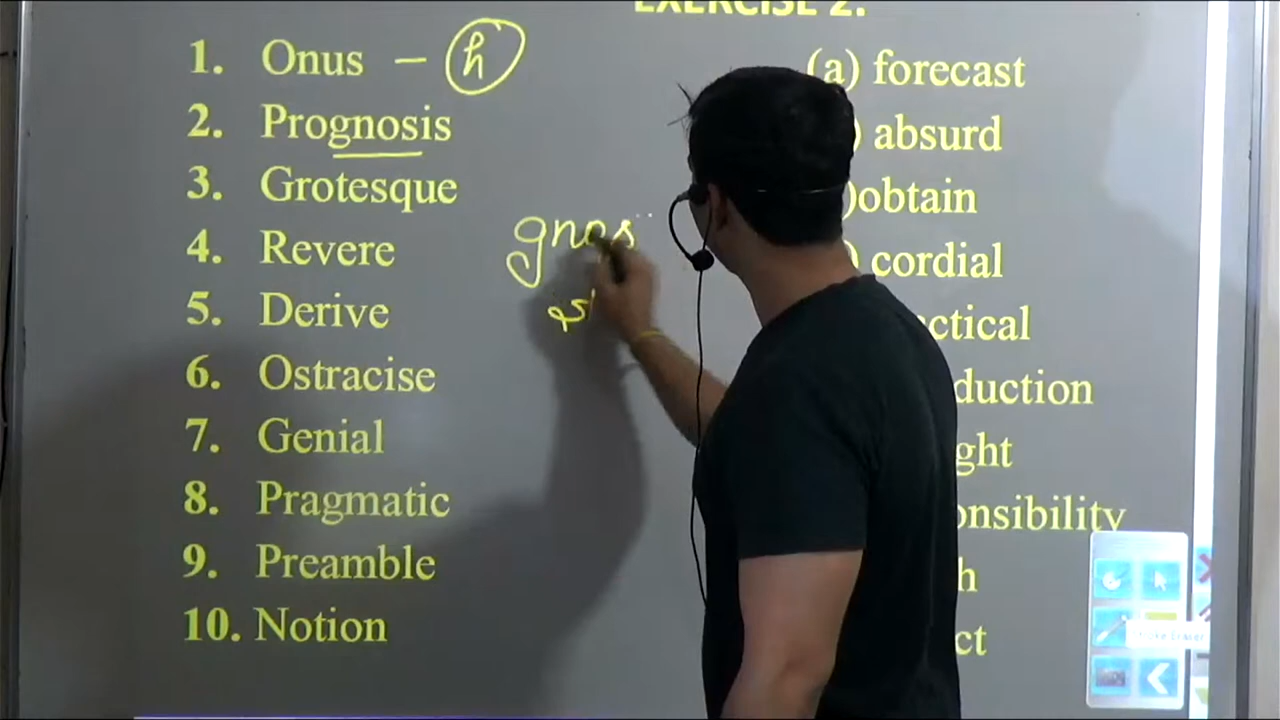 EXERCISE 2.
1. Onus – h (a) forecast
2. Prognosis ) absurd
3. Grotesque )obtain
gnos
4. Revere ) cordial
5. Derive ctical
6. Ostracise duction
7. Genial ght
8. Pragmatic onsibility
9. Preamble h
10. Notion ct